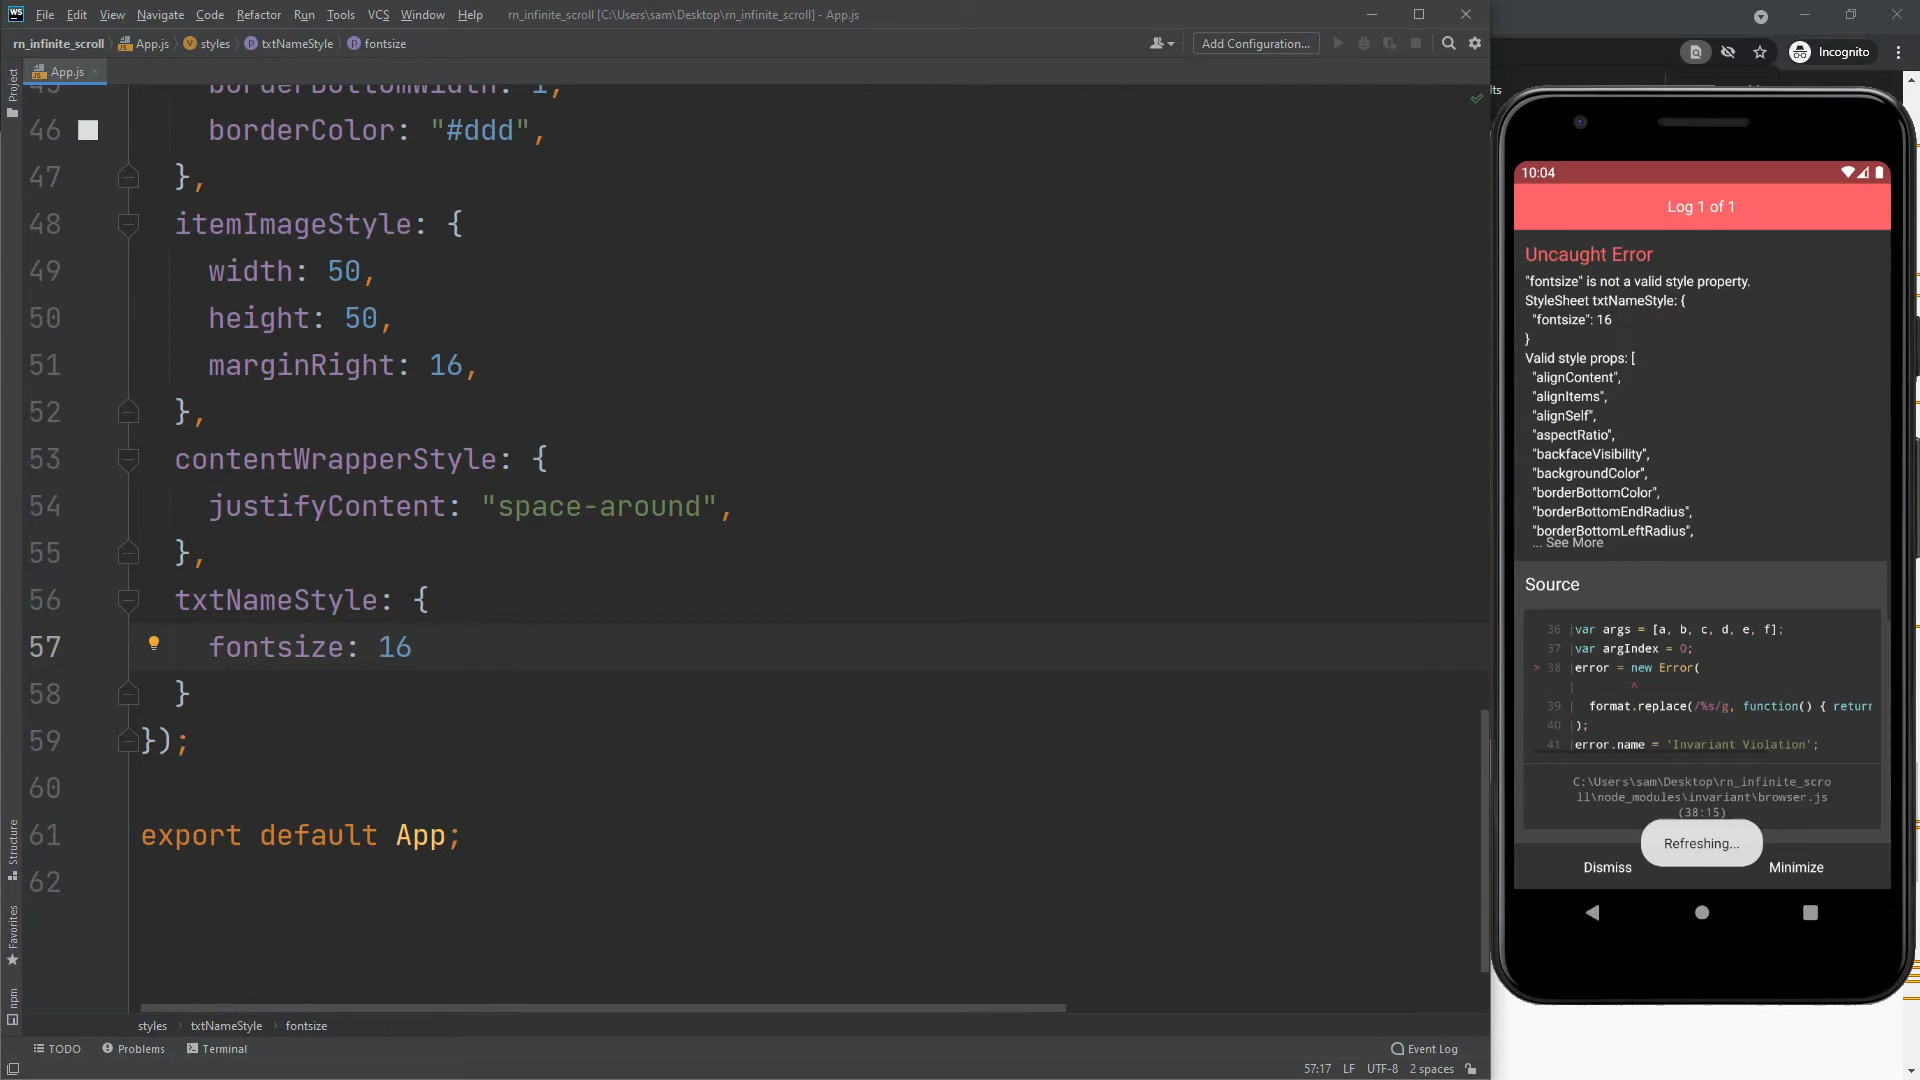 WS File Edit View Navigate Code Refactor Run Tools VCS Window Help rn_infinite_scroll [C:\Users\sam\Desktop\rn_infinite_scroll] - App.js
rn_infinite_scroll App.js styles txtNameStyle fontsize Add Configuration...
App.js
Project
borderBottomWidth: 1,
46 borderColor: "#ddd",
47 },
48 itemImageStyle: {
49 width: 50,
50 height: 50,
51 marginRight: 16,
52 },
53 contentWrapperStyle: {
54 justifyContent: "space-around",
55 },
56 txtNameStyle: {
57 fontsize: 16
58 }
59 });
60
61 export default App;
62
Structure
Favorites
npm
styles txtNameStyle fontsize
TODO Problems Terminal Event Log
57:17 LF UTF-8 2 spaces
Incognito
10:04
Log 1 of 1
Uncaught Error
"fontsize" is not a valid style property.
StyleSheet txtNameStyle: {
"fontsize": 16
}
Valid style props: [
"alignContent",
"alignItems",
"alignSelf",
"aspectRatio",
"backfaceVisibility",
"backgroundColor",
"borderBottomColor",
"borderBottomEndRadius",
"borderBottomLeftRadius",
... See More
Source
36 |var args = [a, b, c, d, e, f];
37 |var argIndex = 0;
> 38 |error = new Error(
| ^
39 | format.replace(/%s/g, function() { return
40 |);
41 |error.name = 'Invariant Violation';
C:\Users\sam\Desktop\rn_infinite_scro
ll\node_modules\invariant\browser.js
(38:15)
Refreshing...
Dismiss Minimize